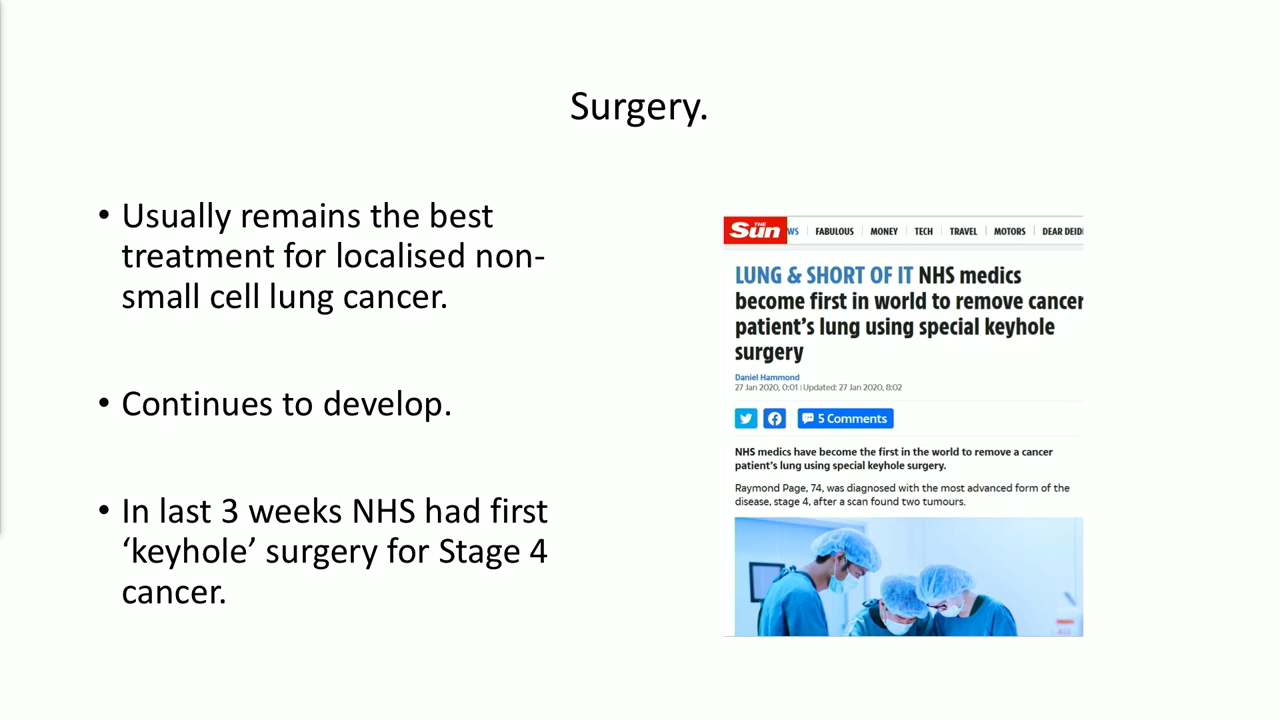 Surgery.
• Usually remains the best
treatment for localised non-
small cell lung cancer.
• Continues to develop.
• In last 3 weeks NHS had first
‘keyhole’ surgery for Stage 4
cancer.
THE Sun WS FABULOUS MONEY TECH TRAVEL MOTORS DEAR DEID
LUNG & SHORT OF IT NHS medics
become first in world to remove cancer
patient’s lung using special keyhole
surgery
Daniel Hammond
27 Jan 2020, 0:01 | Updated: 27 Jan 2020, 8:02
5 Comments
NHS medics have become the first in the world to remove a cancer
patient’s lung using special keyhole surgery.
Raymond Page, 74, was diagnosed with the most advanced form of the
disease, stage 4, after a scan found two tumours.